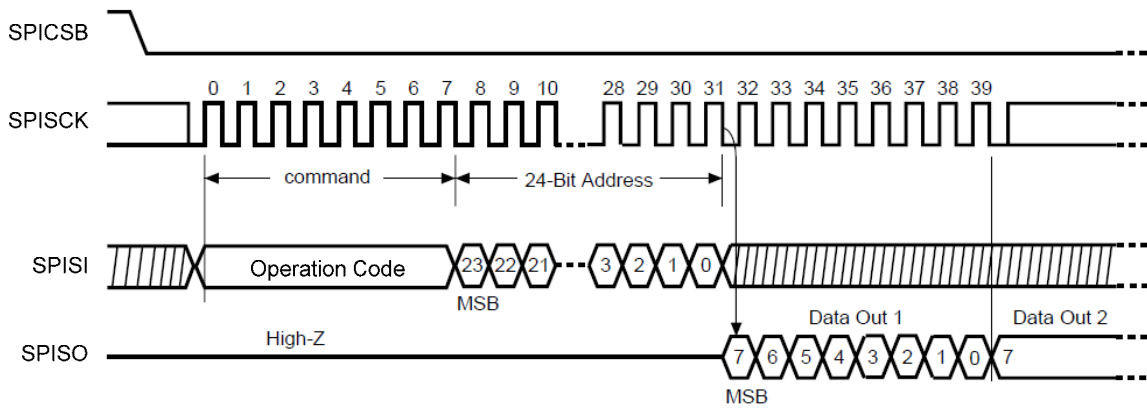 SPICSB
0 1 2 3 4 5 6 7 8 9 10 28 29 30 31 32 33 34 35 36 37 38 39
SPISCK
command 24-Bit Address
SPISI Operation Code 23 22 21 3 2 1 0
MSB
High-Z Data Out 1 Data Out 2
SPISO 7 6 5 4 3 2 1 0 7
MSB